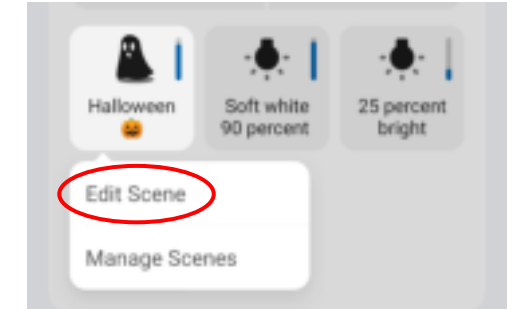 Halloween
🎃
Soft white
90 percent
25 percent
bright
Edit Scene
Manage Scenes